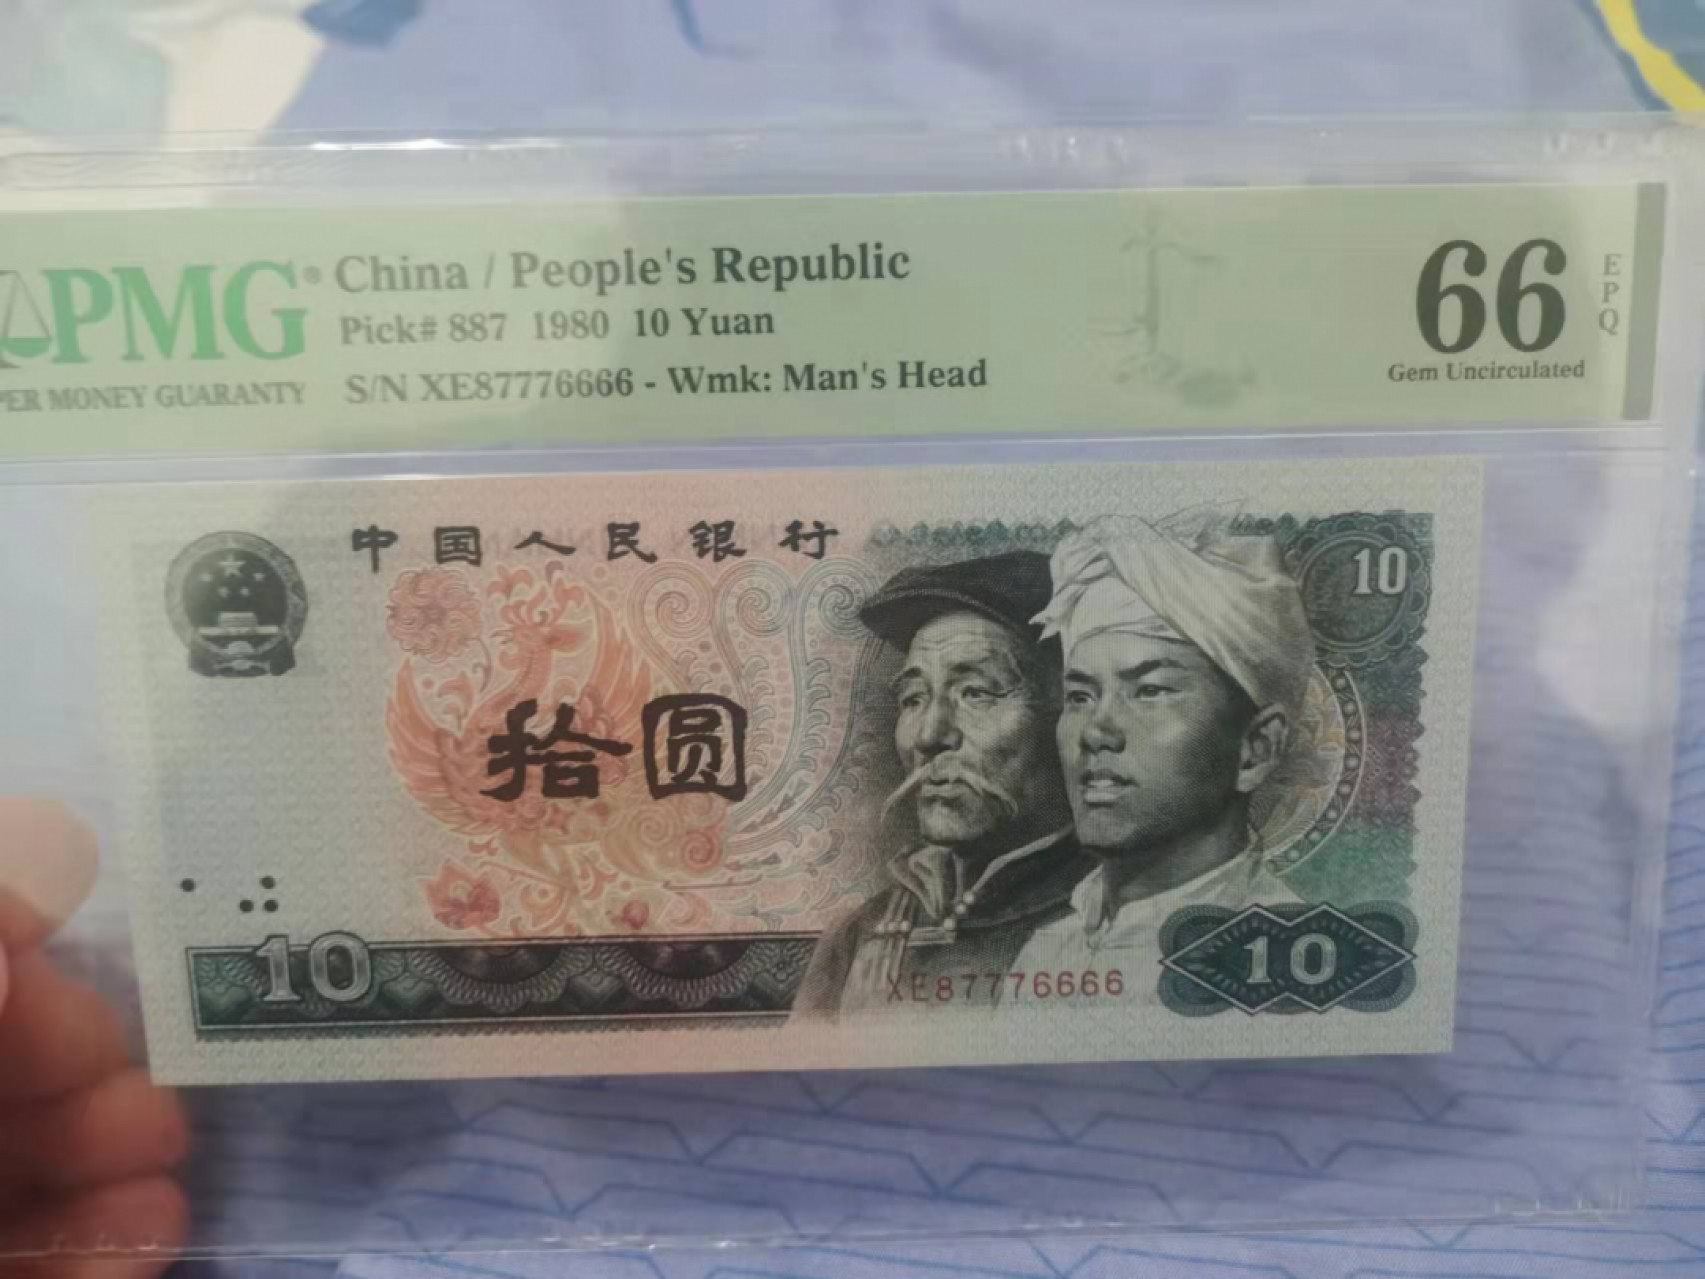 PMG® China / People's Republic
Pick# 887 1980 10 Yuan
PER MONEY GUARANTY
S/N XE87776666 - Wmk: Man's Head
66
EPQ
Gem Uncirculated
中国人民银行
10
拾圆
10
XE87776666
10